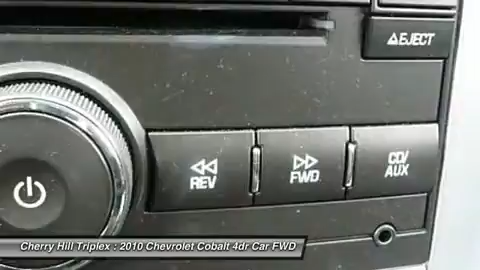 EJECT
REV
FWD
CD/
AUX
Cherry Hill Triplex : 2010 Chevrolet Cobalt 4dr Car FWD